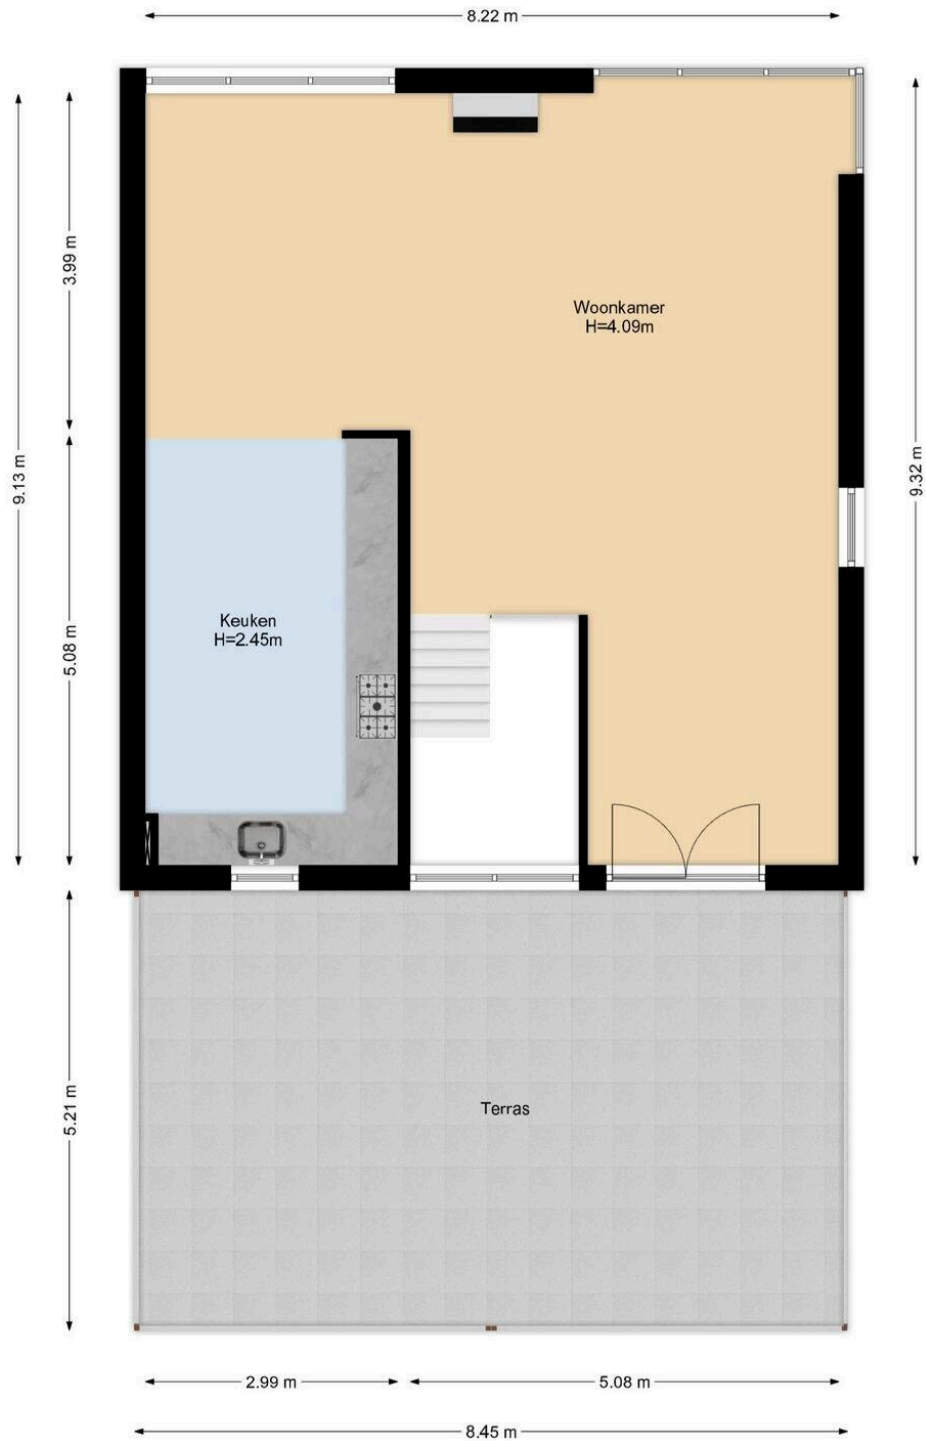 8.22 m
3.99 m
9.13 m
Woonkamer
H=4.09m
9.32 m
Keuken
H=2.45m
5.08 m
5.21 m
Terras
2.99 m
5.08 m
8.45 m